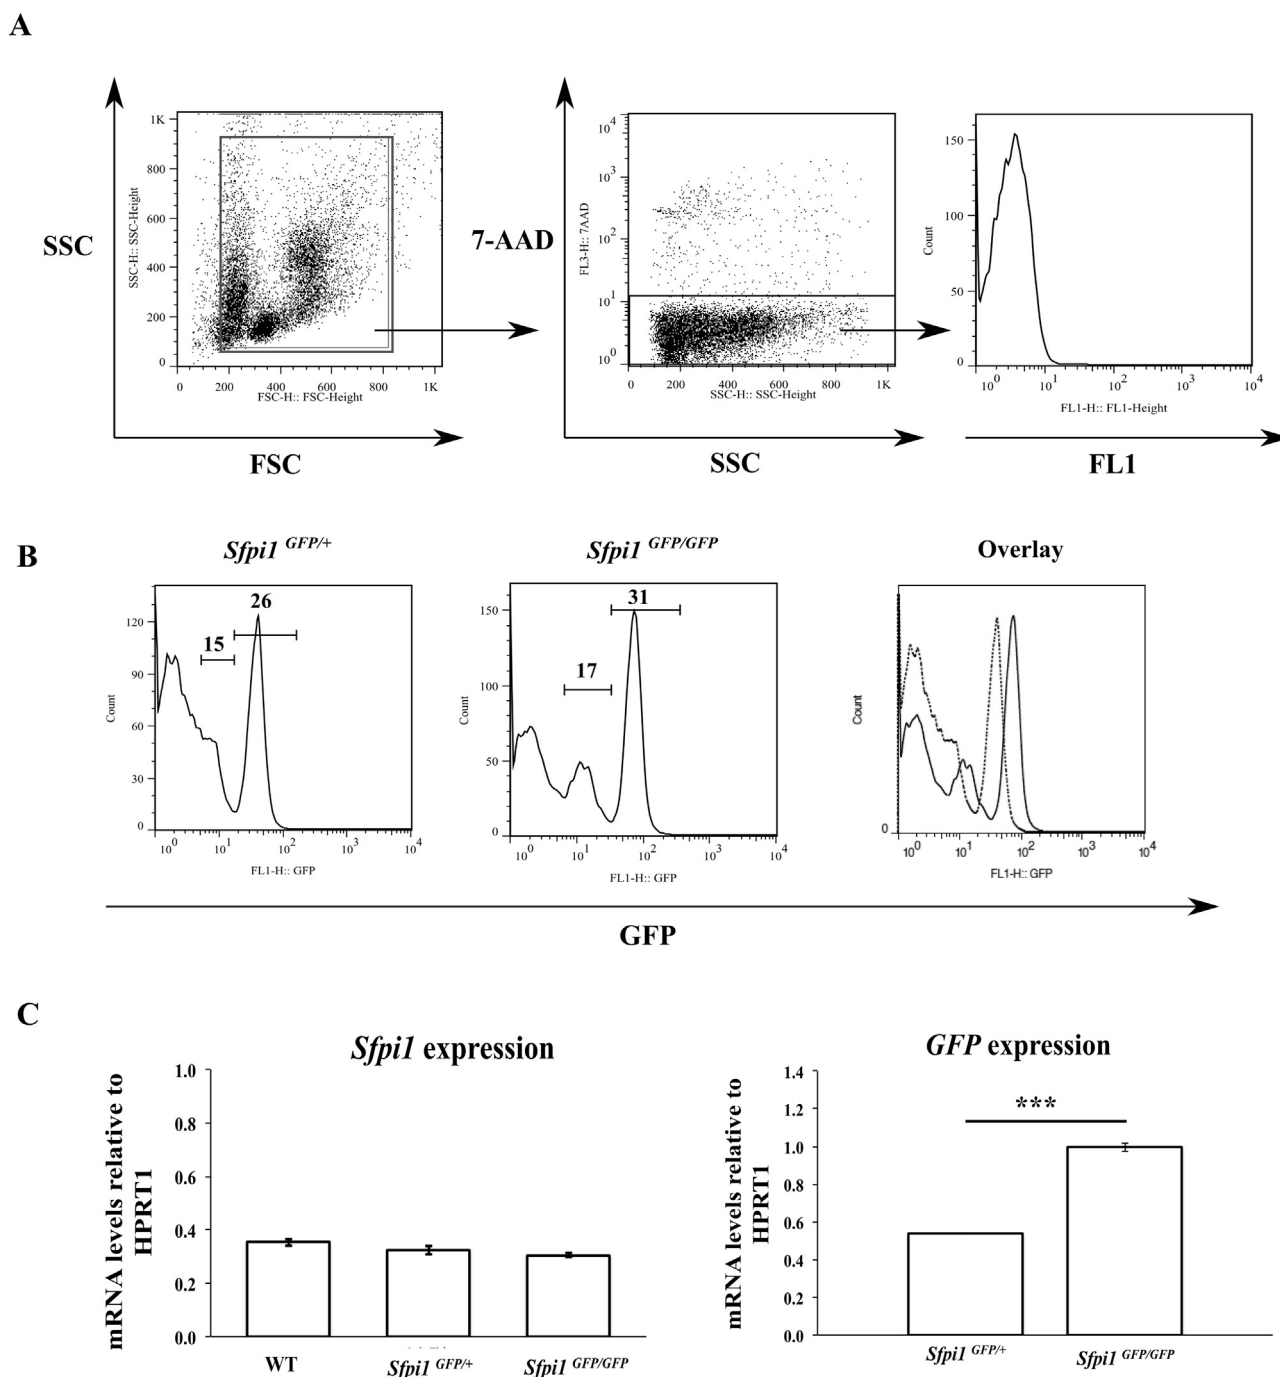 A
SSC
SSC-H:: SSC-Height
1K
800
600
400
200
0
0 200 400 600 800 1K
FSC-H:: FSC-Height
FSC
7-AAD
FL3-H:: 7AAD
10^4
10^3
10^2
10^1
10^0
0 200 400 600 800 1K
SSC-H:: SSC-Height
SSC
Count
150
100
50
0
10^0 10^1 10^2 10^3 10^4
FL1-H:: FL1-Height
FL1
B
Sfpi1 GFP/+
Count
120
90
60
30
0
15
26
10^0 10^1 10^2 10^3 10^4
FL1-H:: GFP
Sfpi1 GFP/GFP
Count
150
100
50
0
17
31
10^0 10^1 10^2 10^3 10^4
FL1-H:: GFP
Overlay
Count
0
10^0 10^1 10^2 10^3 10^4
FL1-H:: GFP
GFP
C
Sfpi1 expression
mRNA levels relative to
HPRT1
1.0
0.8
0.6
0.4
0.2
0.0
WT Sfpi1 GFP/+ Sfpi1 GFP/GFP
GFP expression
mRNA levels relative to
HPRT1
1.4
1.2
1.0
0.8
0.6
0.4
0.2
0.0
***
Sfpi1 GFP/+ Sfpi1 GFP/GFP